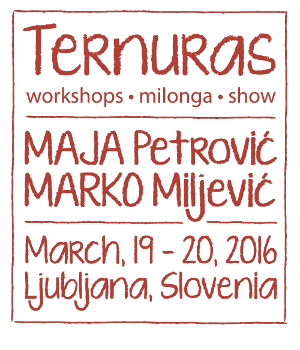 Ternuras
workshops • milonga • show
MAJA Petrović
MARKO Miljević
March, 19 - 20, 2016
Ljubljana, Slovenia